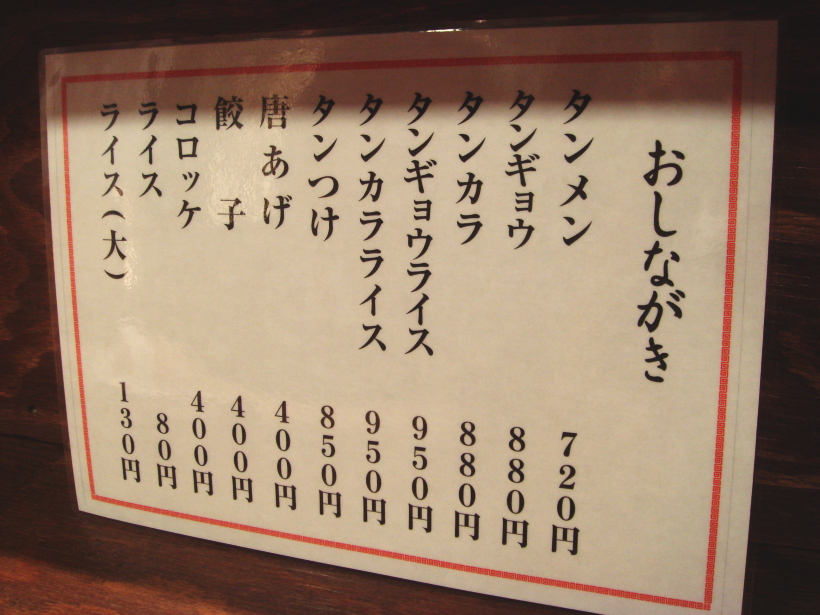 おしながき
タンメン 720円
タンギョウ 880円
タンカラ 880円
タンギョウライス 950円
タンカラライス 950円
タンつけ 850円
唐あげ 400円
餃子 400円
コロッケ 400円
ライス 80円
ライス(大) 130円